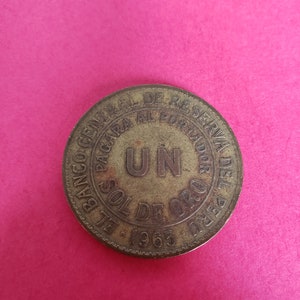 EL BANCO CENTRAL DE RESERVA DEL PERU
PAGARA AL PORTADOR
UN
SOL DE ORO